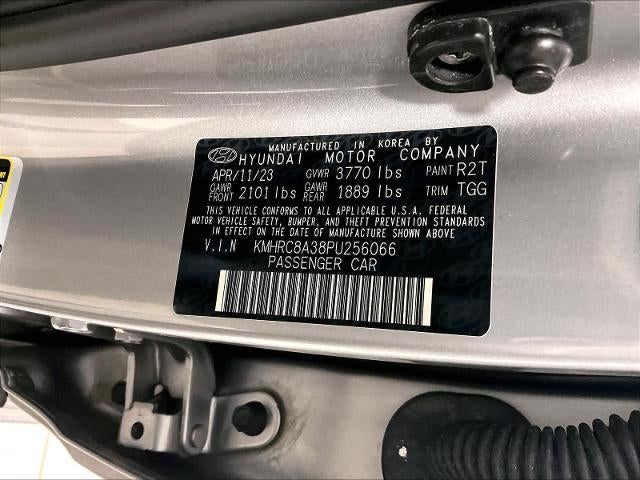 MANUFACTURED IN KOREA BY
HYUNDAI MOTOR COMPANY
APR/11/23 GVWR 3770 lbs PAINT R2T
GAWR FRONT 2101 lbs GAWR REAR 1889 lbs TRIM TGG
THIS VEHICLE CONFORMS TO ALL APPLICABLE U.S.A. FEDERAL
MOTOR VEHICLE SAFETY, BUMPER, AND THEFT PREVENTION STANDARDS
IN EFFECT ON THE DATE OF MANUFACTURE SHOWN ABOVE.
V.I.N KMHRC8A38PU256066
PASSENGER CAR